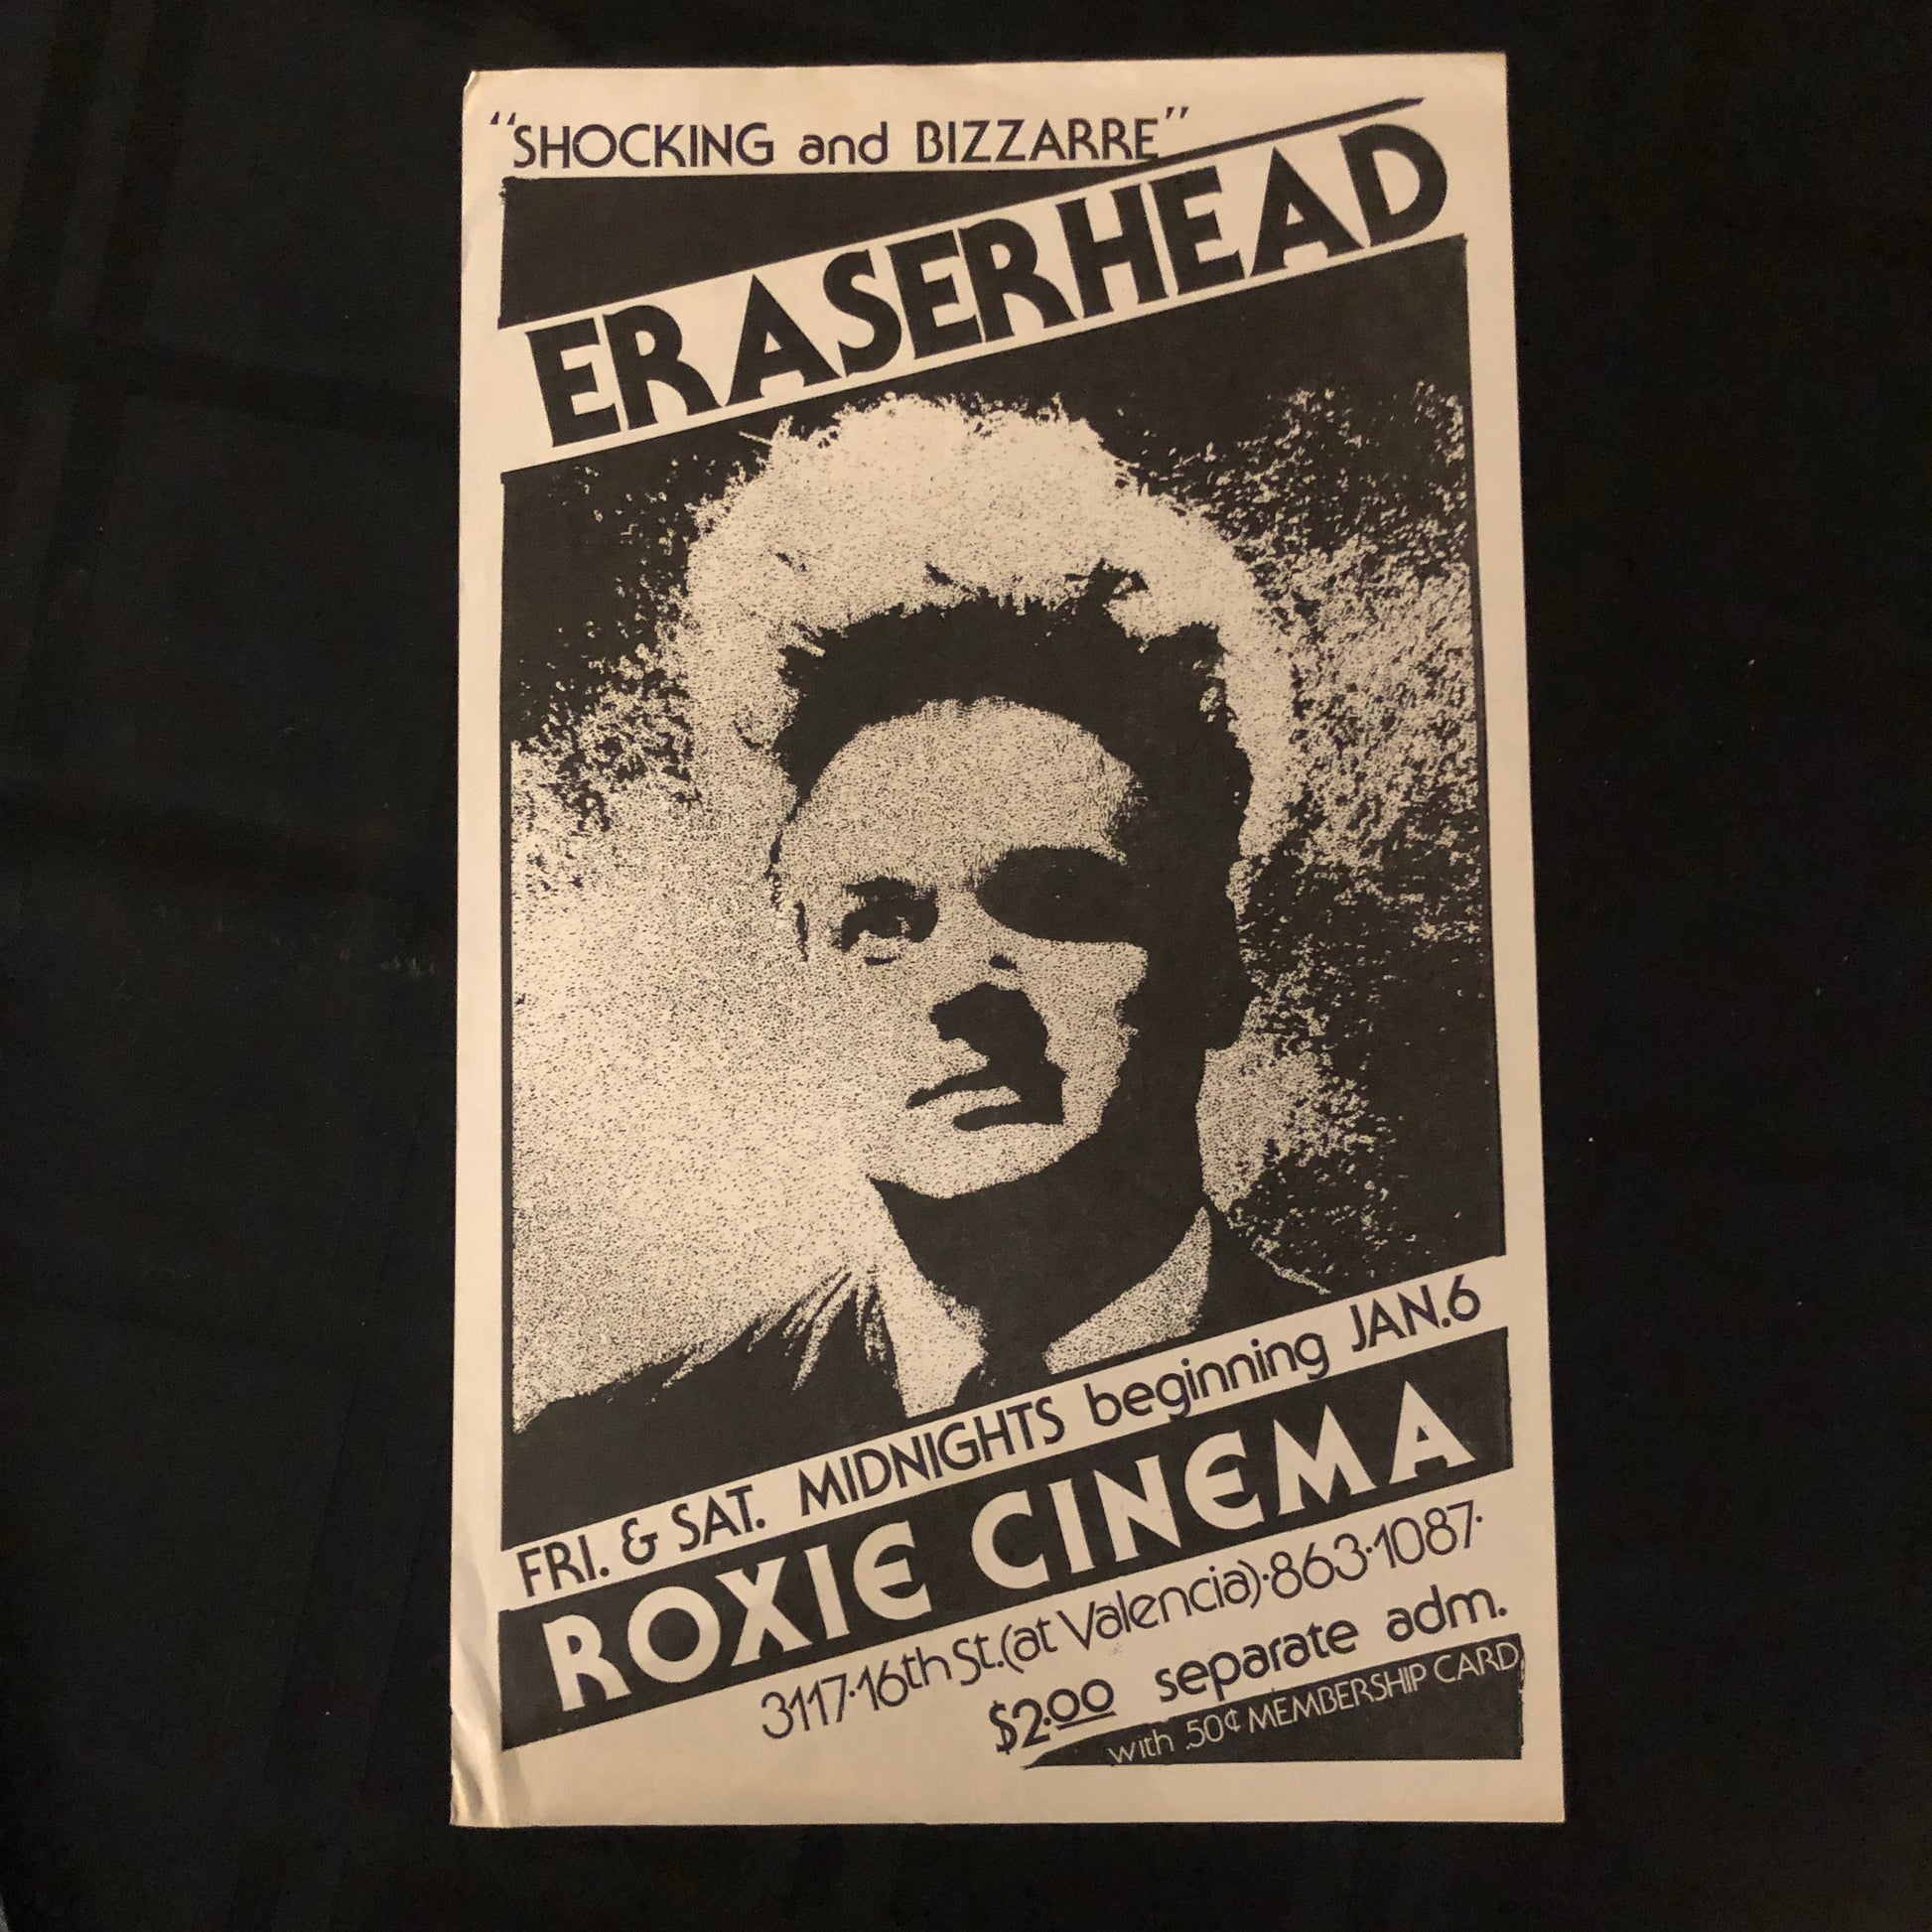 “SHOCKING and BIZZARRE”
ERASERHEAD
FRI. & SAT. MIDNIGHTS beginning JAN.6
ROXIE CINEMA
3117·16th St.(at Valencia)·863·1087·
$2.00 separate adm.
with .50¢ MEMBERSHIP CARD